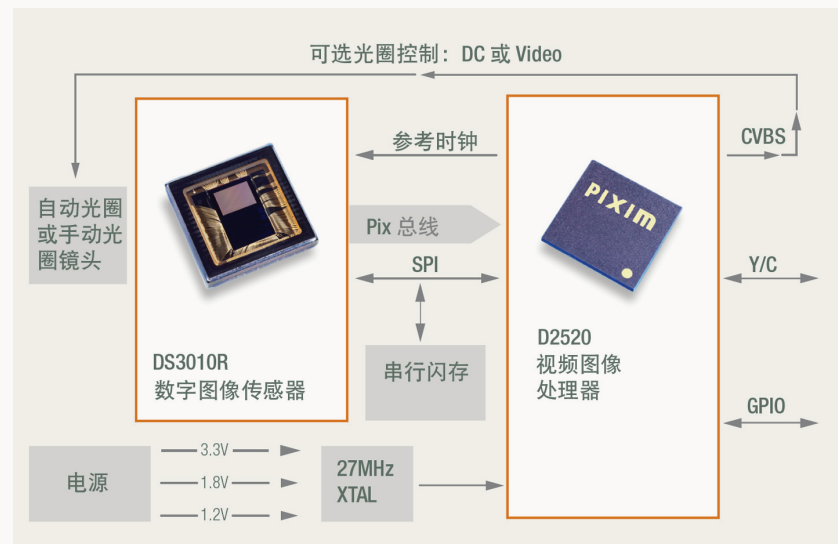 可选光圈控制：DC 或 Video
参考时钟
CVBS
PIXIM
自动光圈
或手动光
圈镜头
Pix 总线
SPI
Y/C
DS3010R
数字图像传感器
串行闪存
D2520
视频图像
处理器
GPIO
电源
3.3V
1.8V
1.2V
27MHz
XTAL